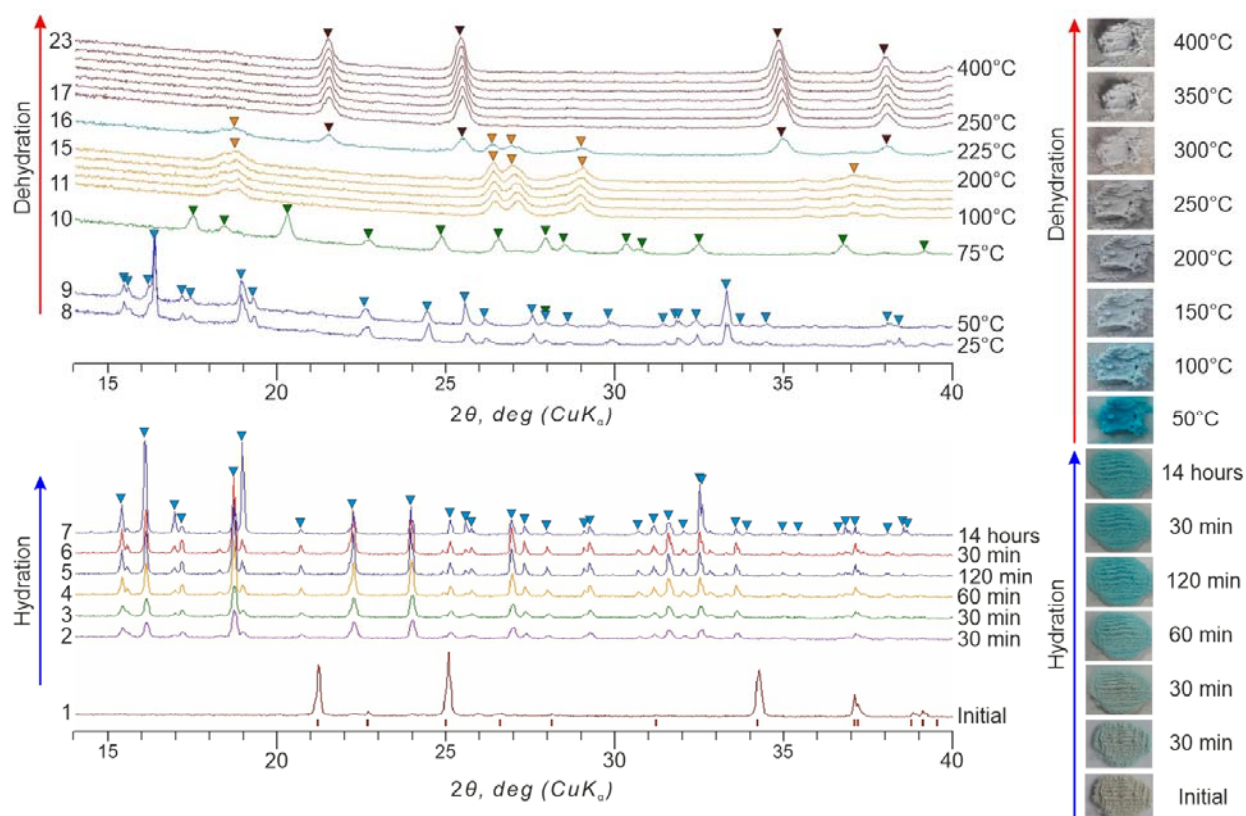 Dehydration
23
17
16
15
11
10
9
8
400°C
250°C
225°C
200°C
100°C
75°C
50°C
25°C
15 20 25 30 35 40
2θ, deg (CuKα)
Hydration
7
6
5
4
3
2
1
14 hours
30 min
120 min
60 min
30 min
30 min
Initial
15 20 25 30 35 40
2θ, deg (CuKα)
Dehydration
400°C
350°C
300°C
250°C
200°C
150°C
100°C
50°C
Hydration
14 hours
30 min
120 min
60 min
30 min
30 min
Initial